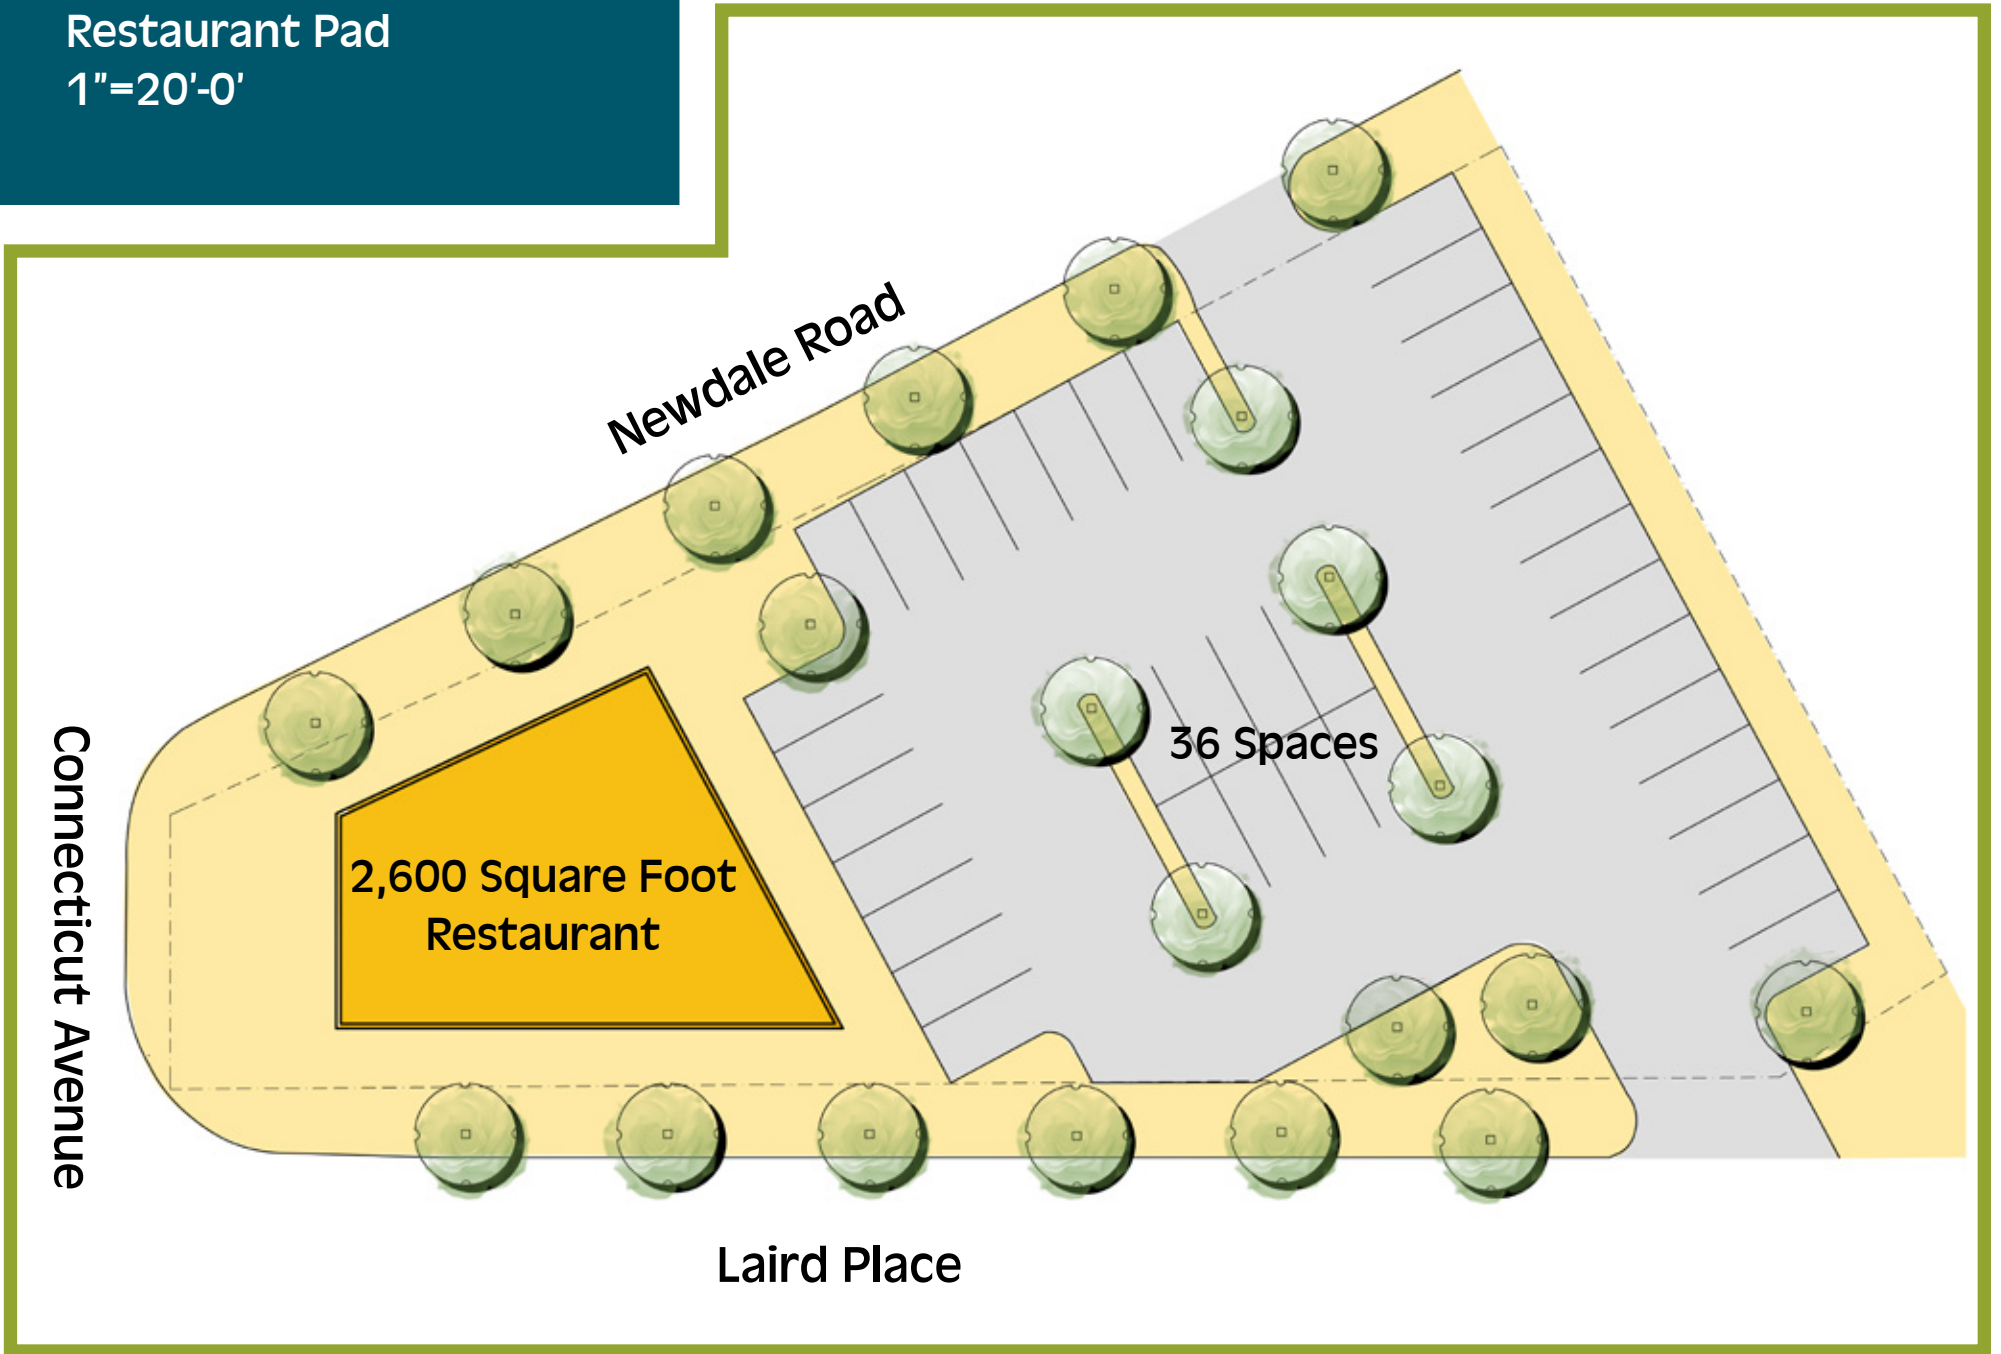 Restaurant Pad
1”=20’-0’
Newdale Road
36 Spaces
2,600 Square Foot
Restaurant
Connecticut Avenue
Laird Place